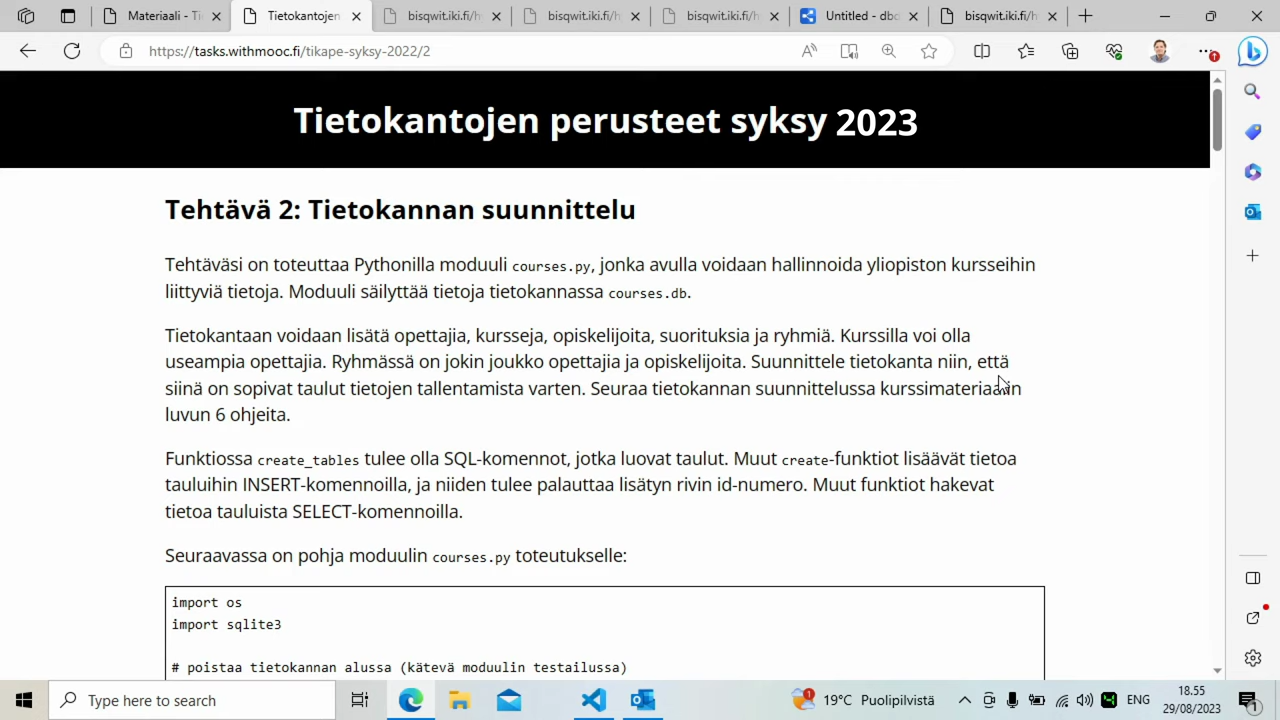 Materiaali - Ti
Tietokantojen
bisqwit.iki.fi/h
bisqwit.iki.fi/h
bisqwit.iki.fi/h
Untitled - dbd
bisqwit.iki.fi/h
https://tasks.withmooc.fi/tikape-syksy-2022/2
Tietokantojen perusteet syksy 2023
Tehtävä 2: Tietokannan suunnittelu
Tehtäväsi on toteuttaa Pythonilla moduuli courses.py, jonka avulla voidaan hallinnoida yliopiston kursseihin
liittyviä tietoja. Moduuli säilyttää tietoja tietokannassa courses.db.
Tietokantaan voidaan lisätä opettajia, kursseja, opiskelijoita, suorituksia ja ryhmiä. Kurssilla voi olla
useampia opettajia. Ryhmässä on jokin joukko opettajia ja opiskelijoita. Suunnittele tietokanta niin, että
siinä on sopivat taulut tietojen tallentamista varten. Seuraa tietokannan suunnittelussa kurssimateriaalin
luvun 6 ohjeita.
Funktiossa create_tables tulee olla SQL-komennot, jotka luovat taulut. Muut create-funktiot lisäävät tietoa
tauluihin INSERT-komennoilla, ja niiden tulee palauttaa lisätyn rivin id-numero. Muut funktiot hakevat
tietoa tauluista SELECT-komennoilla.
Seuraavassa on pohja moduulin courses.py toteutukselle:
import os
import sqlite3
# poistaa tietokannan alussa (kätevä moduulin testailussa)
Type here to search
1
19°C Puolipilvistä
ENG
18.55
29/08/2023
1